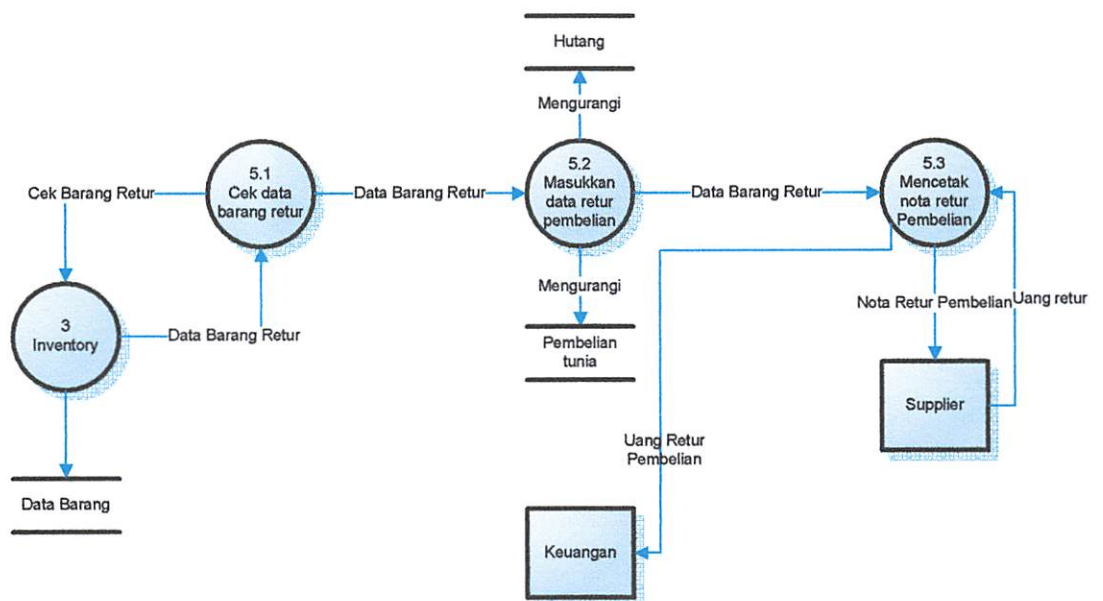 Hutang
Mengurangi
5.1
Cek data
barang retur
5.2
Masukkan
data retur
pembelian
5.3
Mencetak
nota retur
Pembelian
Cek Barang Retur
Data Barang Retur
Data Barang Retur
3
Inventory
Data Barang Retur
Mengurangi
Nota Retur Pembelian
Uang retur
Pembelian
tunia
Supplier
Uang Retur
Pembelian
Data Barang
Keuangan